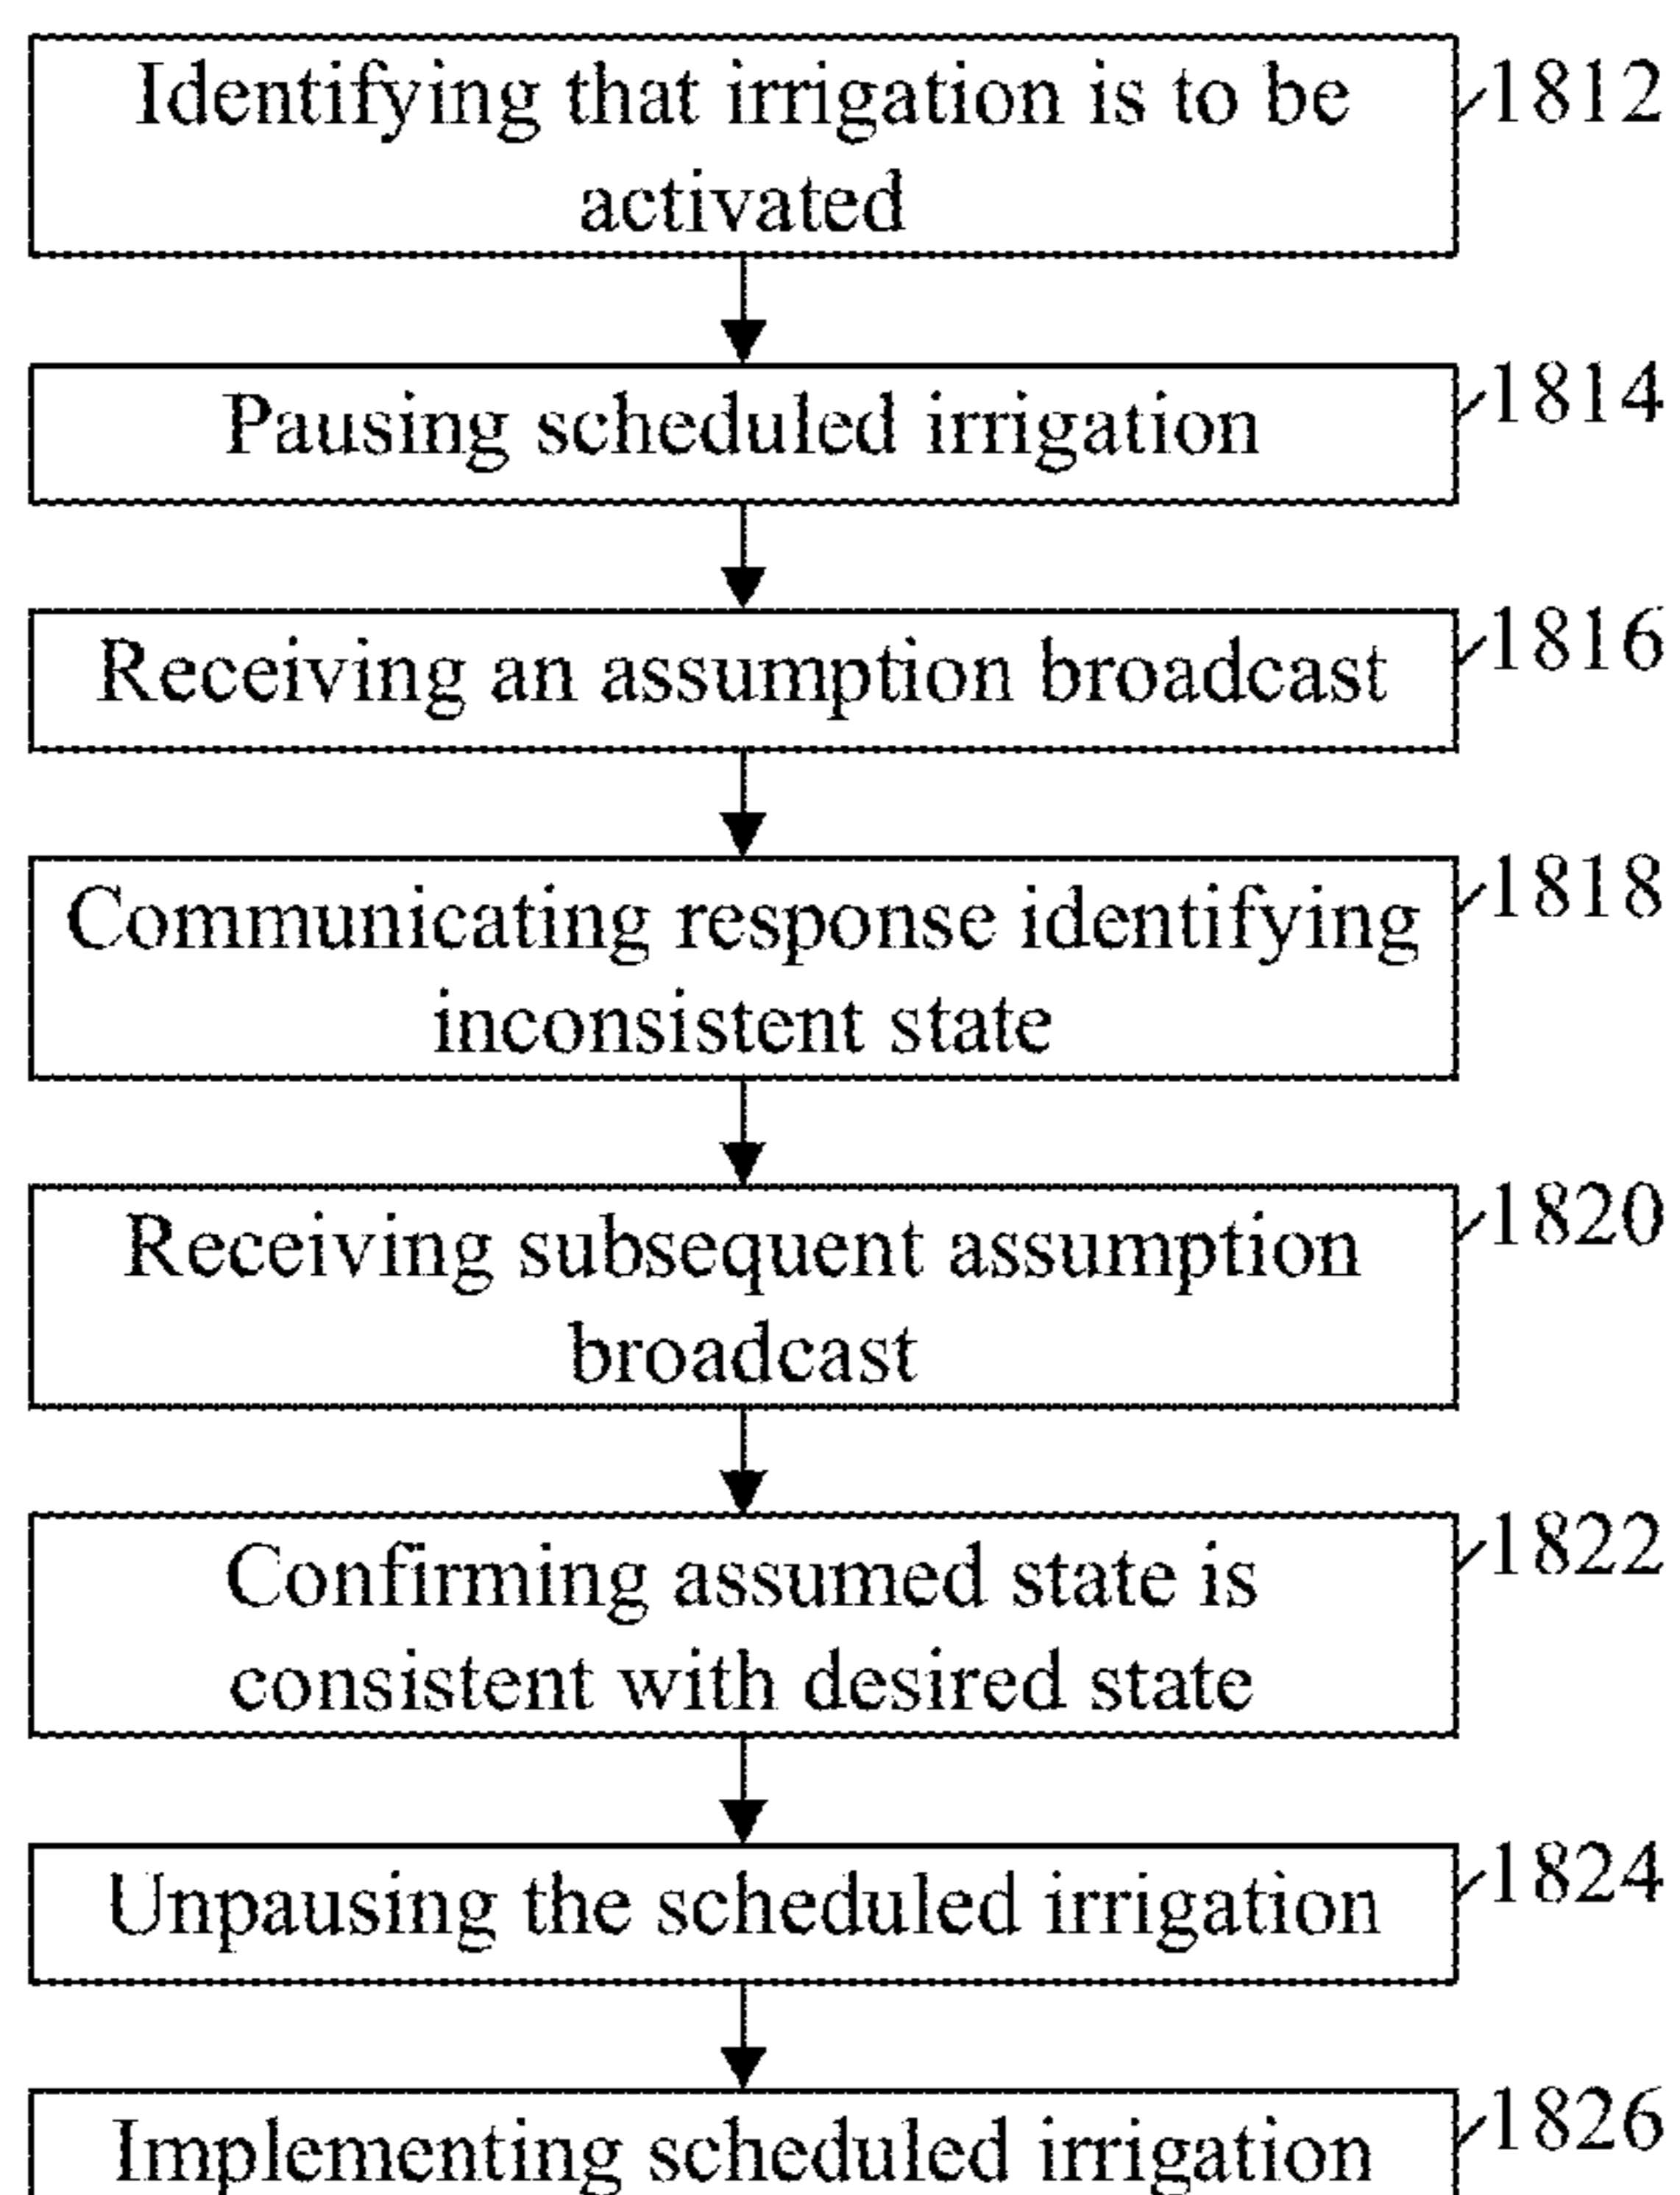 Identifying that irrigation is to be
activated
1812
Pausing scheduled irrigation
1814
Receiving an assumption broadcast
1816
Communicating response identifying
inconsistent state
1818
Receiving subsequent assumption
broadcast
1820
Confirming assumed state is
consistent with desired state
1822
Unpausing the scheduled irrigation
1824
Implementing scheduled irrigation
1826